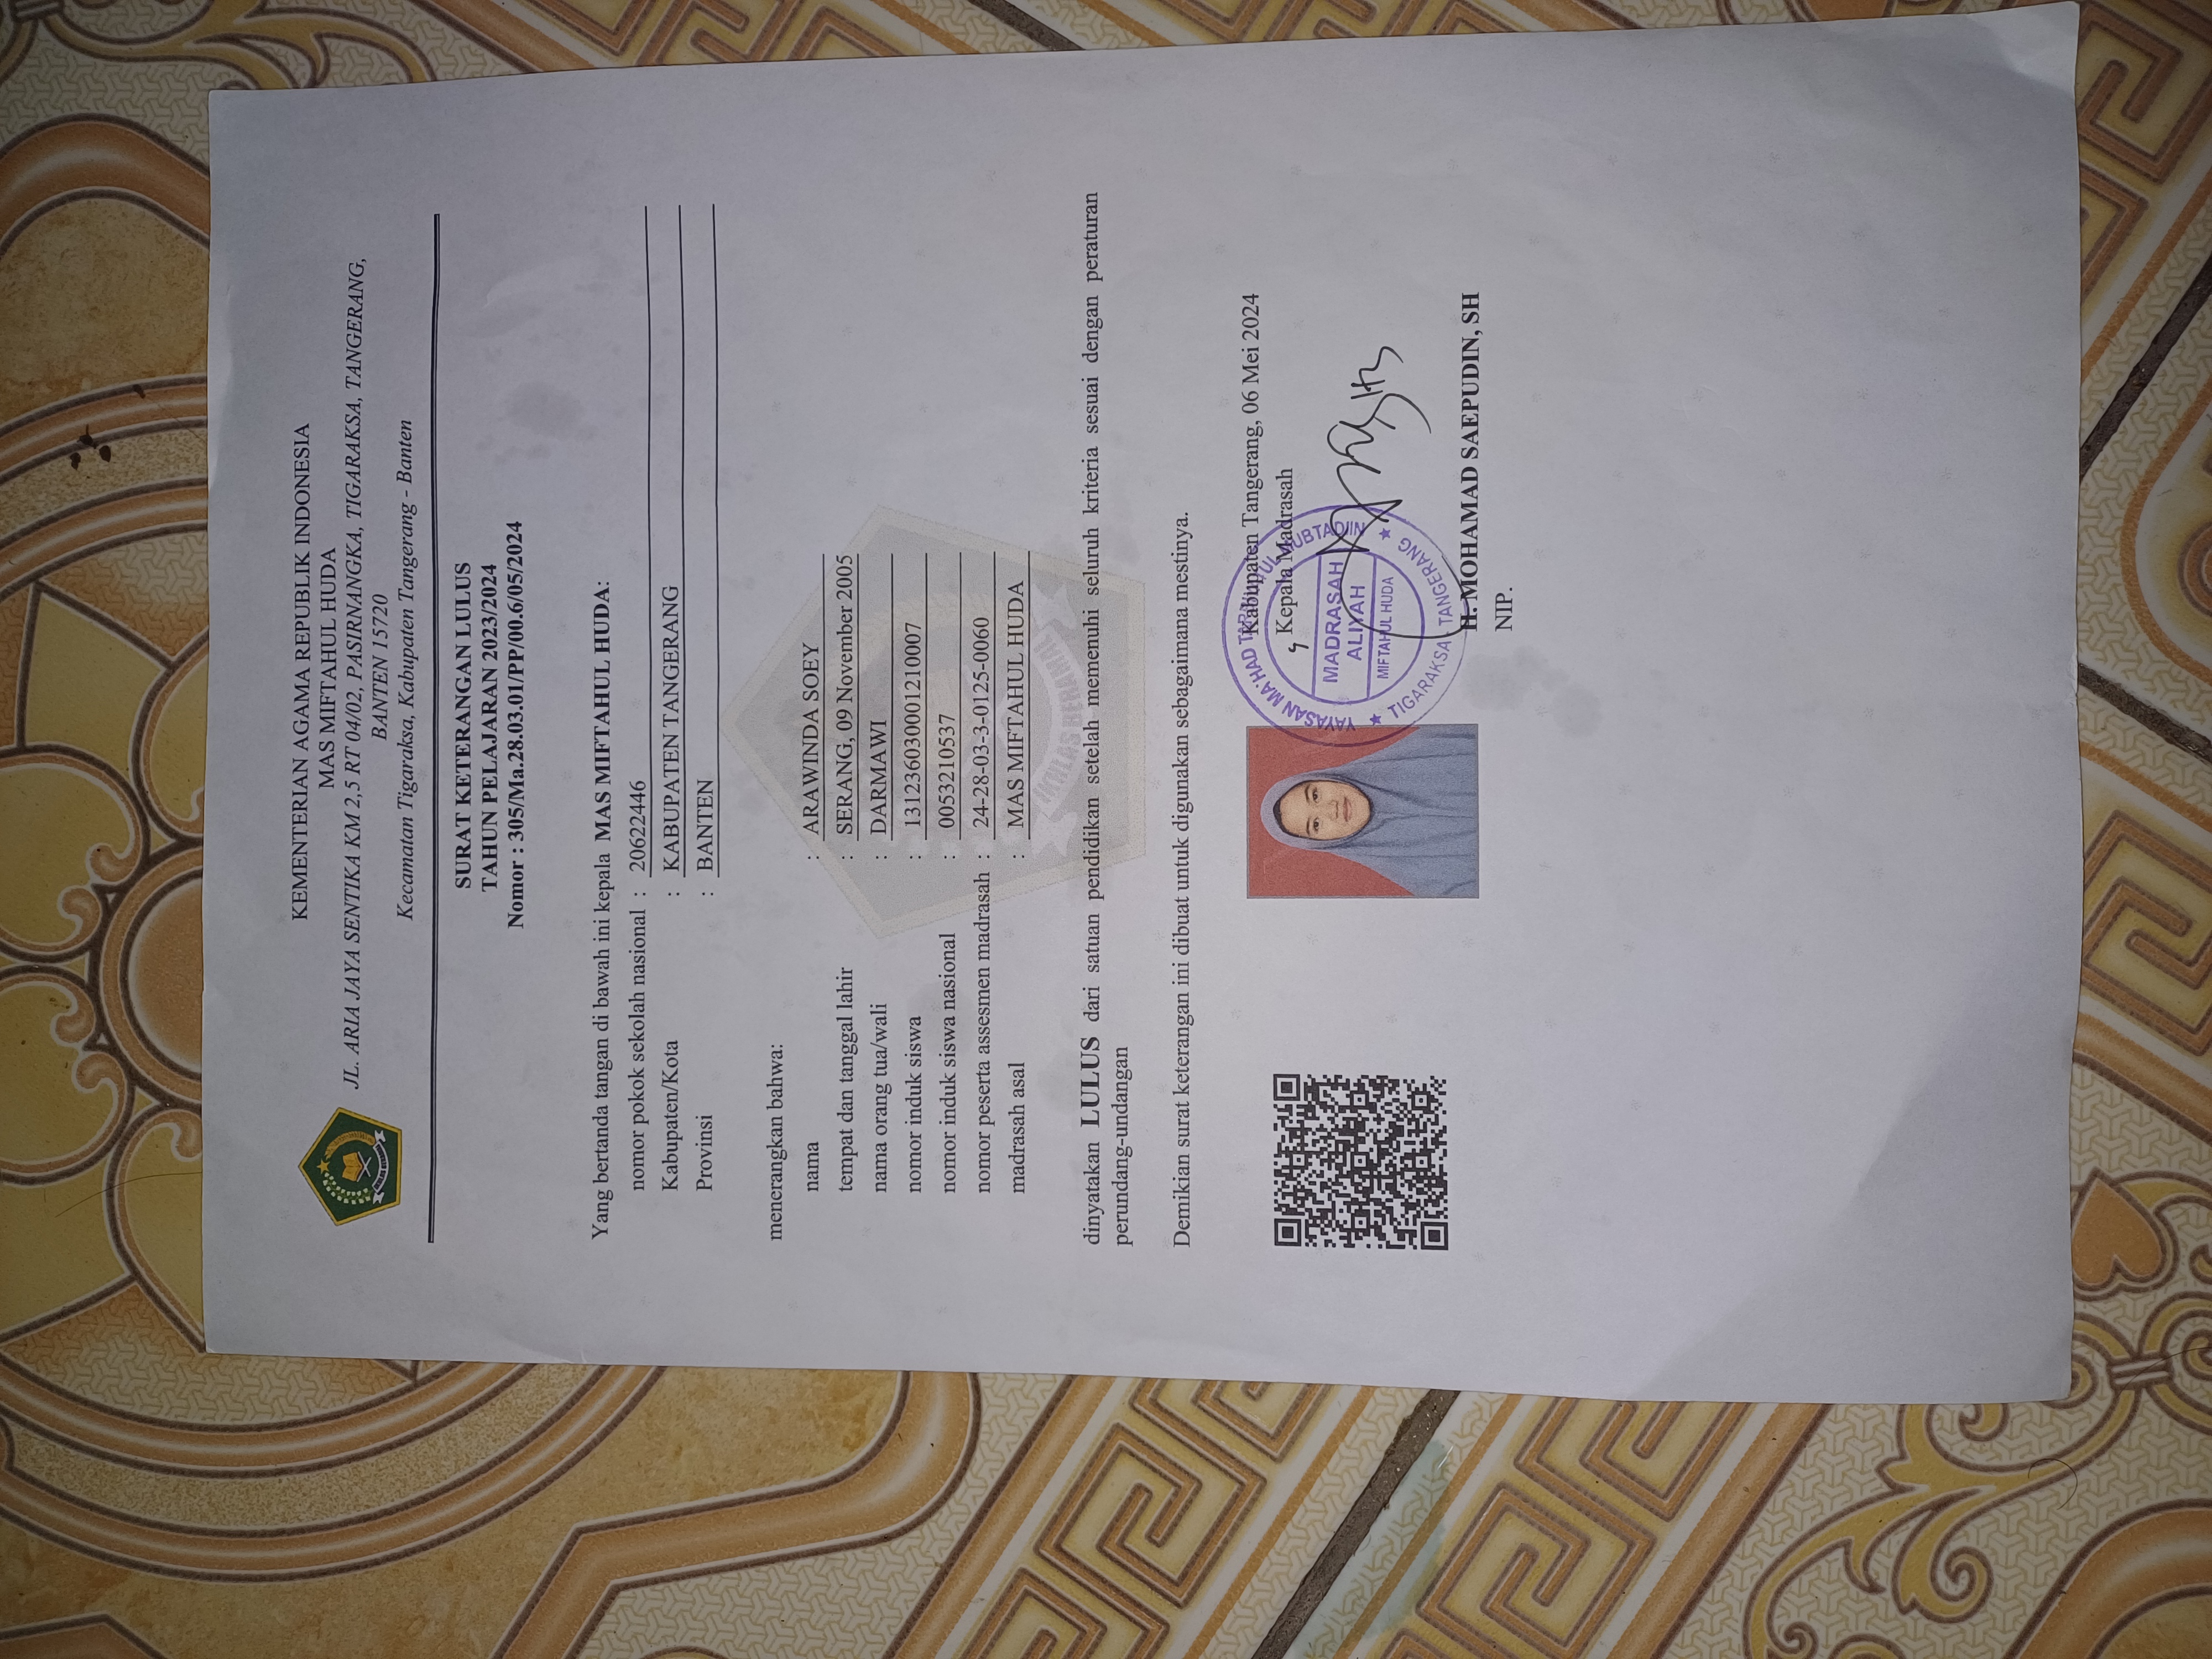 KEMENTERIAN AGAMA REPUBLIK INDONESIA
MAS MIFTAHUL HUDA
JL. ARIA JAYA SENTIKA KM 2,5 RT 04/02, PASIRNANGKA, TIGARAKSA, TANGERANG,
BANTEN 15720
Kecamatan Tigaraksa, Kabupaten Tangerang - Banten
IKHLAS BERAMAL
SURAT KETERANGAN LULUS
TAHUN PELAJARAN 2023/2024
Nomor : 305/Ma.28.03.01/PP/00.6/05/2024
Yang bertanda tangan di bawah ini kepala MAS MIFTAHUL HUDA:
nomor pokok sekolah nasional : 20622446
Kabupaten/Kota : KABUPATEN TANGERANG
Provinsi : BANTEN
menerangkan bahwa:
nama : ARAWINDA SOEY
tempat dan tanggal lahir : SERANG, 09 November 2005
nama orang tua/wali : DARMAWI
nomor induk siswa : 131236030001210007
nomor induk siswa nasional : 0053210537
nomor peserta assesmen madrasah : 24-28-03-3-0125-0060
madrasah asal : MAS MIFTAHUL HUDA
IKHLAS BERAMAL
dinyatakan LULUS dari satuan pendidikan setelah memenuhi seluruh kriteria sesuai dengan peraturan
perundang-undangan
Demikian surat keterangan ini dibuat untuk digunakan sebagaimana mestinya.
Kabupaten Tangerang, 06 Mei 2024
Kepala Madrasah
YAYASAN MA'HAD
MADRASAH
ALIYAH
MIFTAHUL HUDA
TIGARAKSA - TANGERANG
H. MOHAMAD SAEPUDIN, SH
NIP.